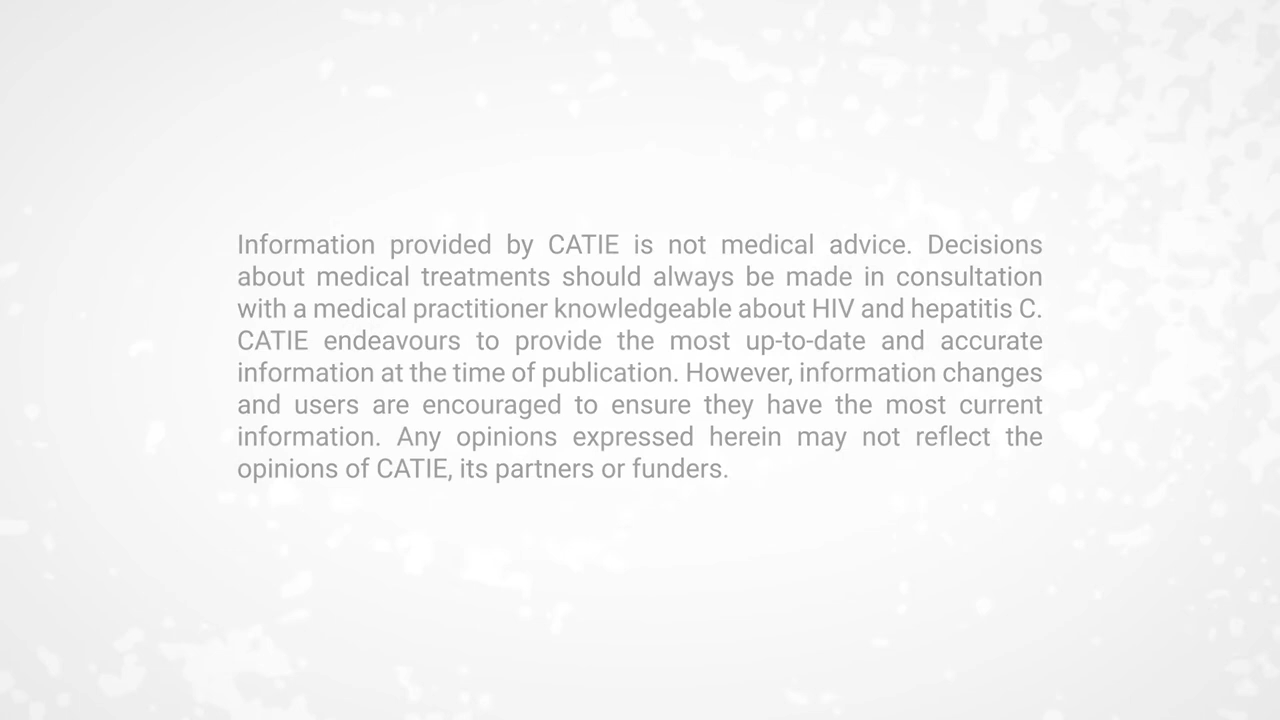 Information provided by CATIE is not medical advice. Decisions
about medical treatments should always be made in consultation
with a medical practitioner knowledgeable about HIV and hepatitis C.
CATIE endeavours to provide the most up-to-date and accurate
information at the time of publication. However, information changes
and users are encouraged to ensure they have the most current
information. Any opinions expressed herein may not reflect the
opinions of CATIE, its partners or funders.